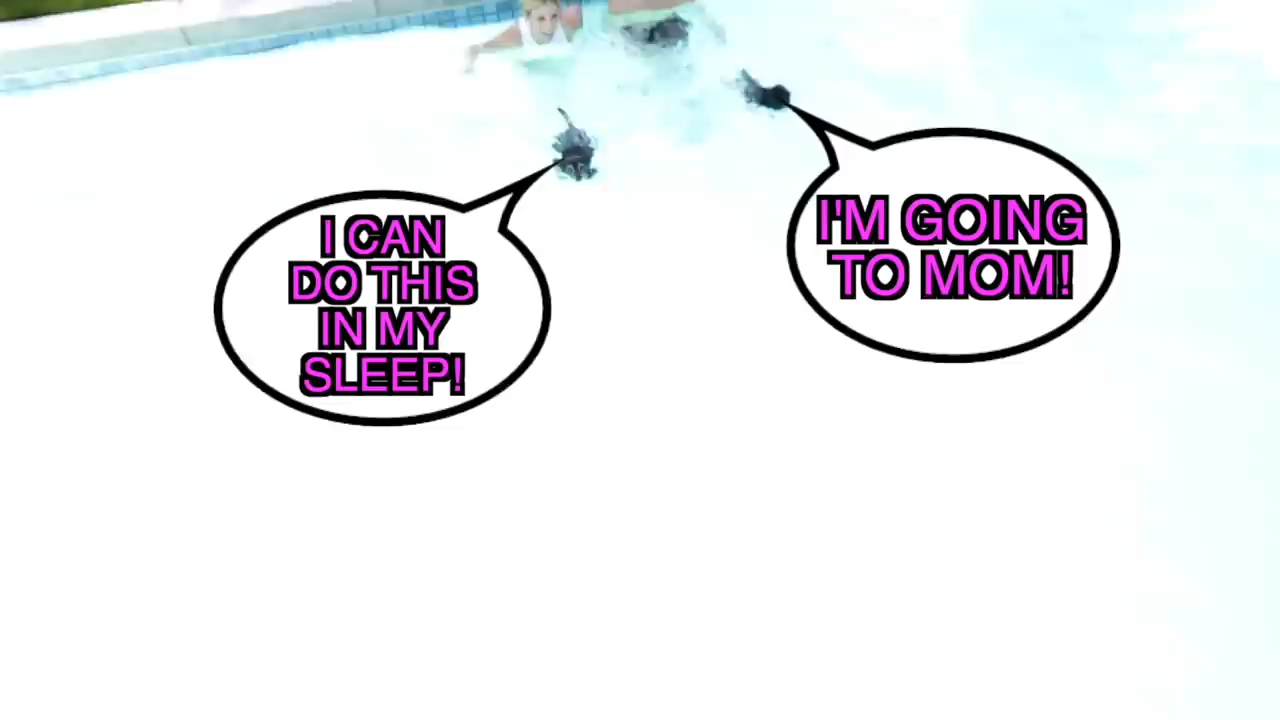 I CAN
DO THIS
IN MY
SLEEP!
I'M GOING
TO MOM!